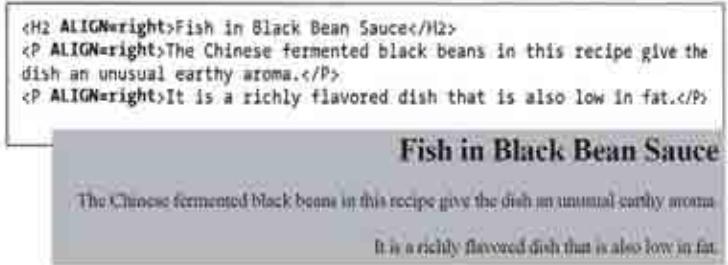 <H2 ALIGN=right>Fish in Black Bean Sauce</H2>
<P ALIGN=right>The Chinese fermented black beans in this recipe give the
dish an unusual earthy aroma.</P>
<P ALIGN=right>It is a richly flavored dish that is also low in fat.</P>
Fish in Black Bean Sauce
The Chinese fermented black beans in this recipe give the dish an unusual earthy aroma.
It is a richly flavored dish that is also low in fat.